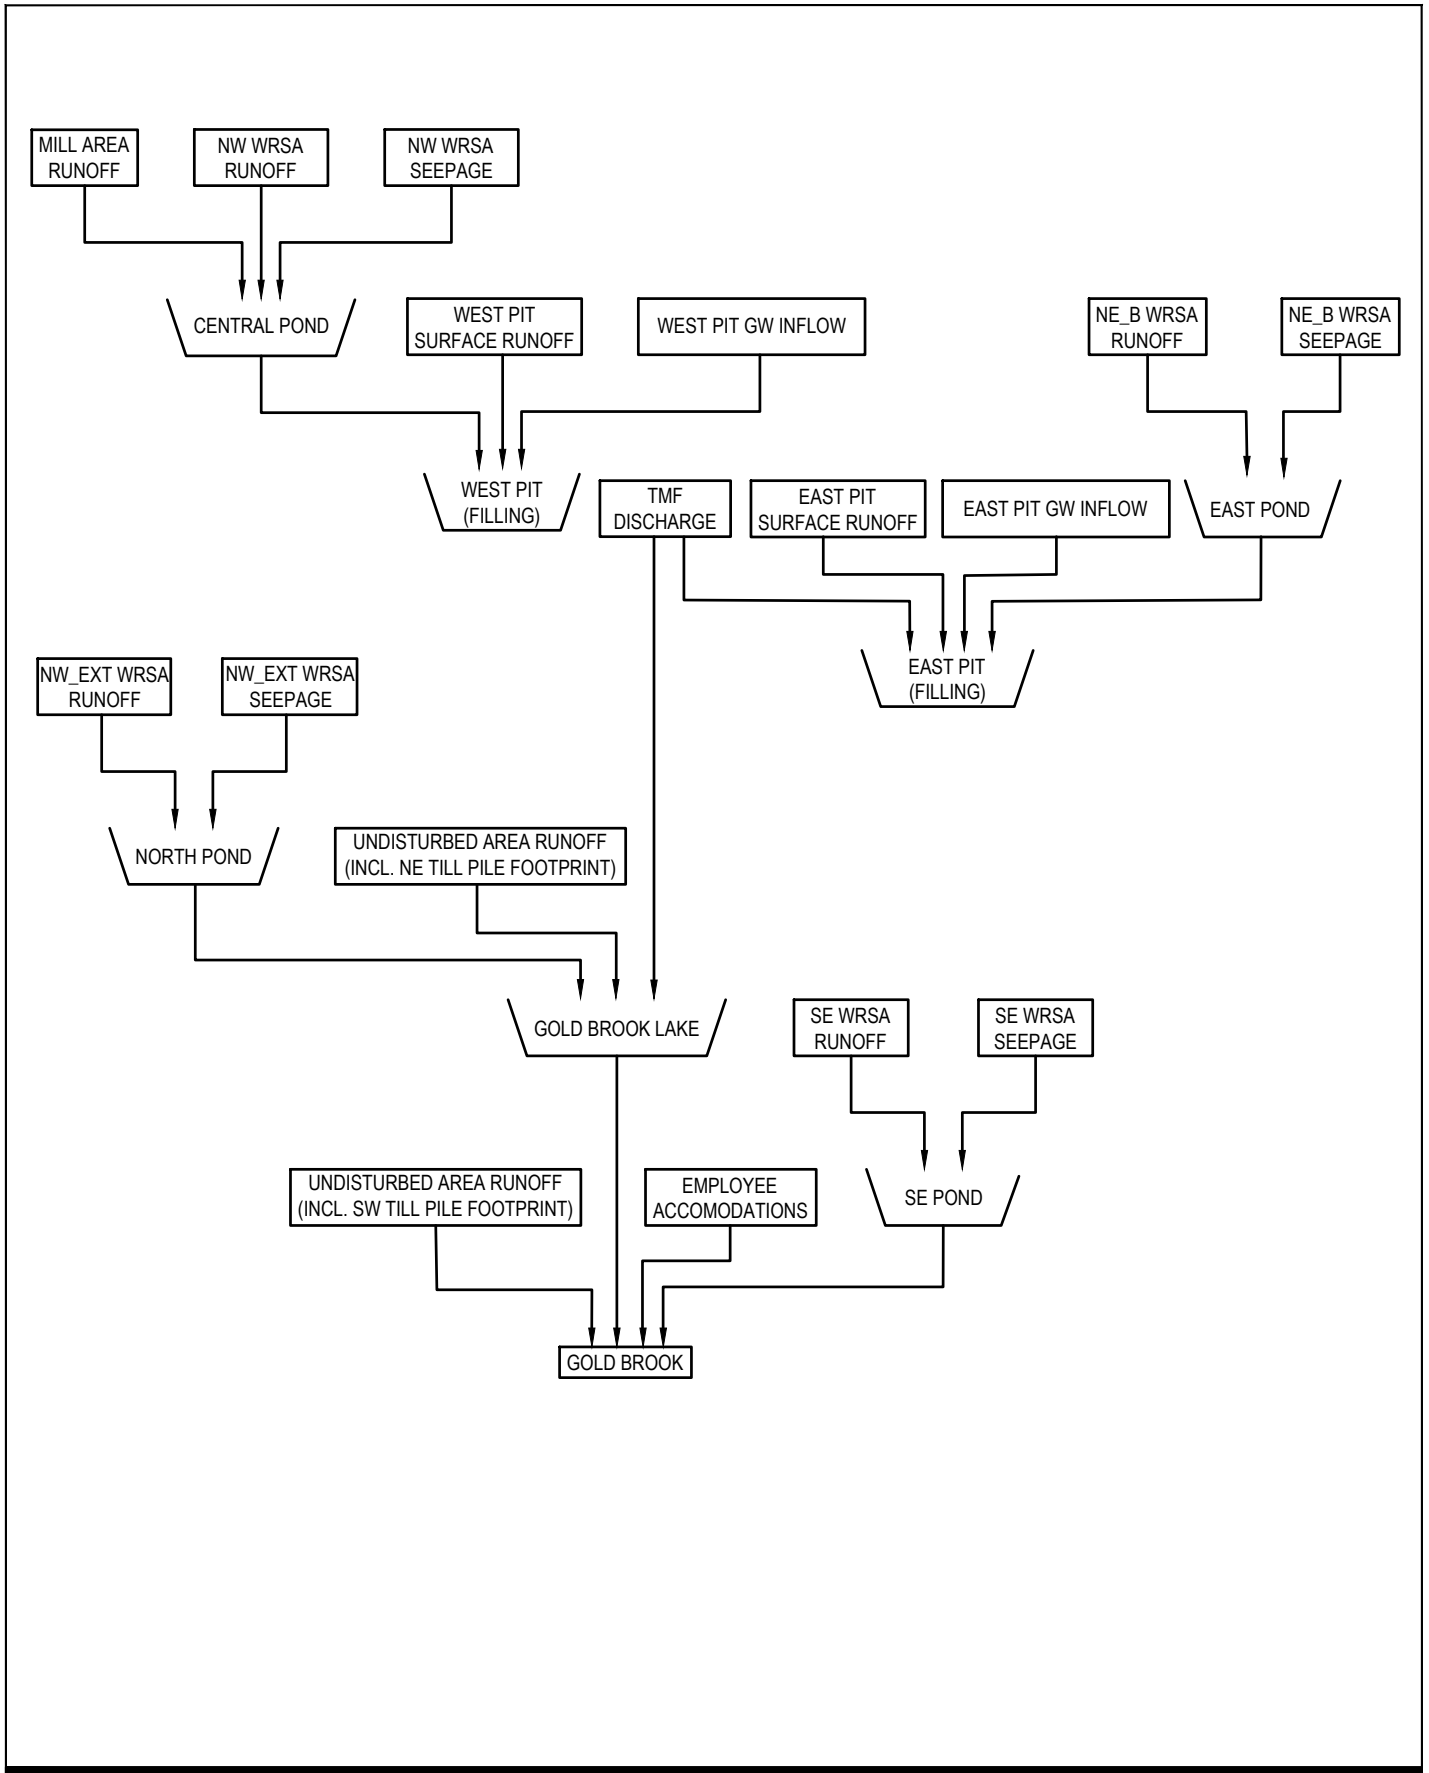 MILL AREA
RUNOFF
NW WRSA
RUNOFF
NW WRSA
SEEPAGE
CENTRAL POND
WEST PIT
SURFACE RUNOFF
WEST PIT GW INFLOW
NE_B WRSA
RUNOFF
NE_B WRSA
SEEPAGE
WEST PIT
(FILLING)
TMF
DISCHARGE
EAST PIT
SURFACE RUNOFF
EAST PIT GW INFLOW
EAST POND
EAST PIT
(FILLING)
NW_EXT WRSA
RUNOFF
NW_EXT WRSA
SEEPAGE
NORTH POND
UNDISTURBED AREA RUNOFF
(INCL. NE TILL PILE FOOTPRINT)
GOLD BROOK LAKE
SE WRSA
RUNOFF
SE WRSA
SEEPAGE
UNDISTURBED AREA RUNOFF
(INCL. SW TILL PILE FOOTPRINT)
EMPLOYEE
ACCOMODATIONS
SE POND
GOLD BROOK